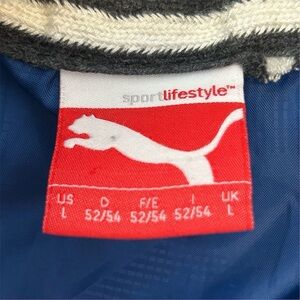 sportlifestyle™
US D F/E I UK
L 52/54 52/54 52/54 L